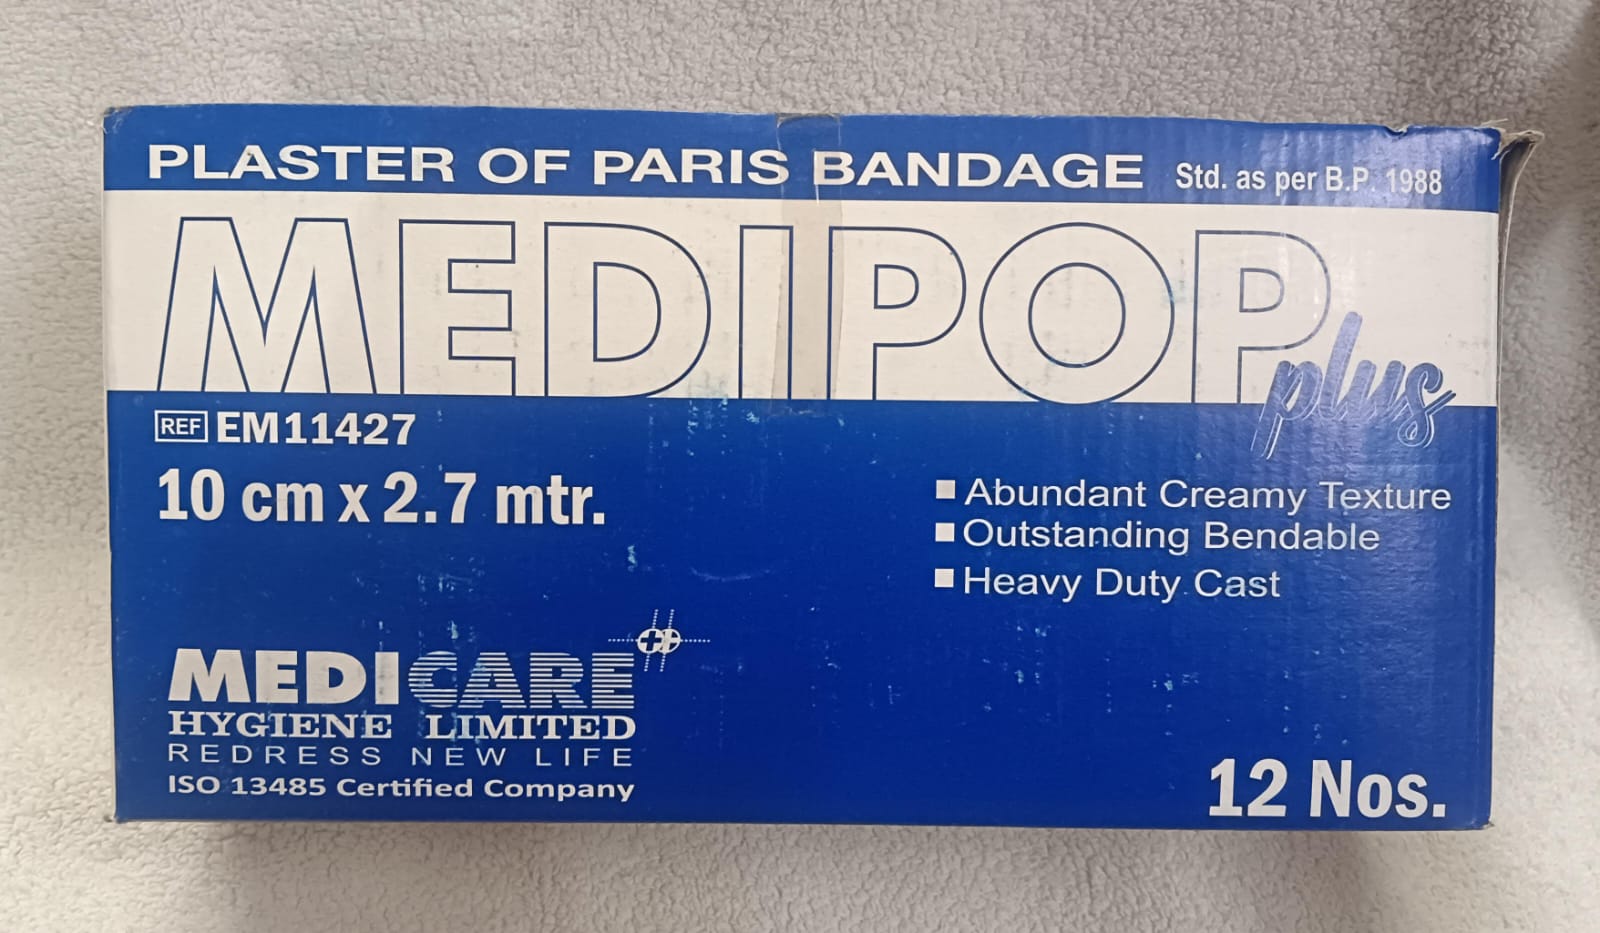 PLASTER OF PARIS BANDAGE Std. as per B.P. 1988
MEDIPOP
plus
REF EM11427
10 cm x 2.7 mtr.
Abundant Creamy Texture
Outstanding Bendable
Heavy Duty Cast
MEDICARE
HYGIENE LIMITED
REDRESS NEW LIFE
ISO 13485 Certified Company
12 Nos.